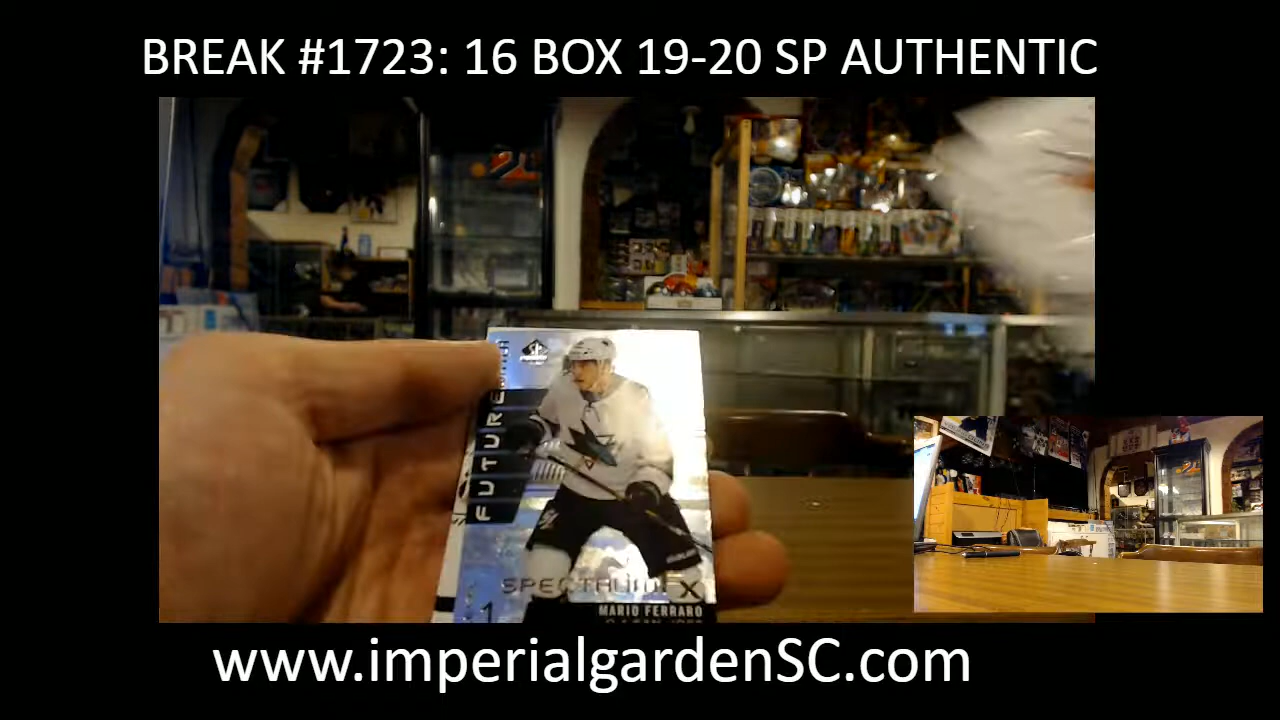 BREAK #1723: 16 BOX 19-20 SP AUTHENTIC
FUTURE
SPECTRUM FX
MARIO FERRARO
www.imperialgardenSC.com